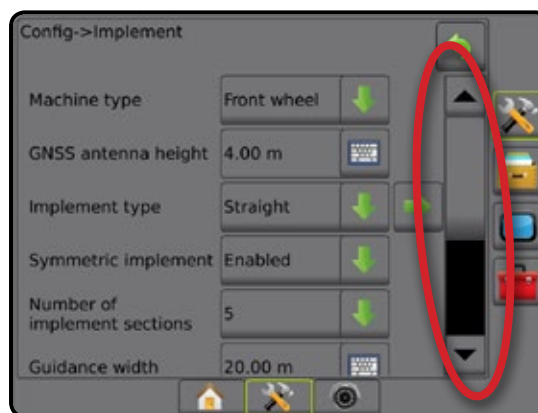 Config->Implement
Machine type Front wheel
GNSS antenna height 4.00 m
Implement type Straight
Symmetric implement Enabled
Number of
implement sections 5
Guidance width 20.00 m